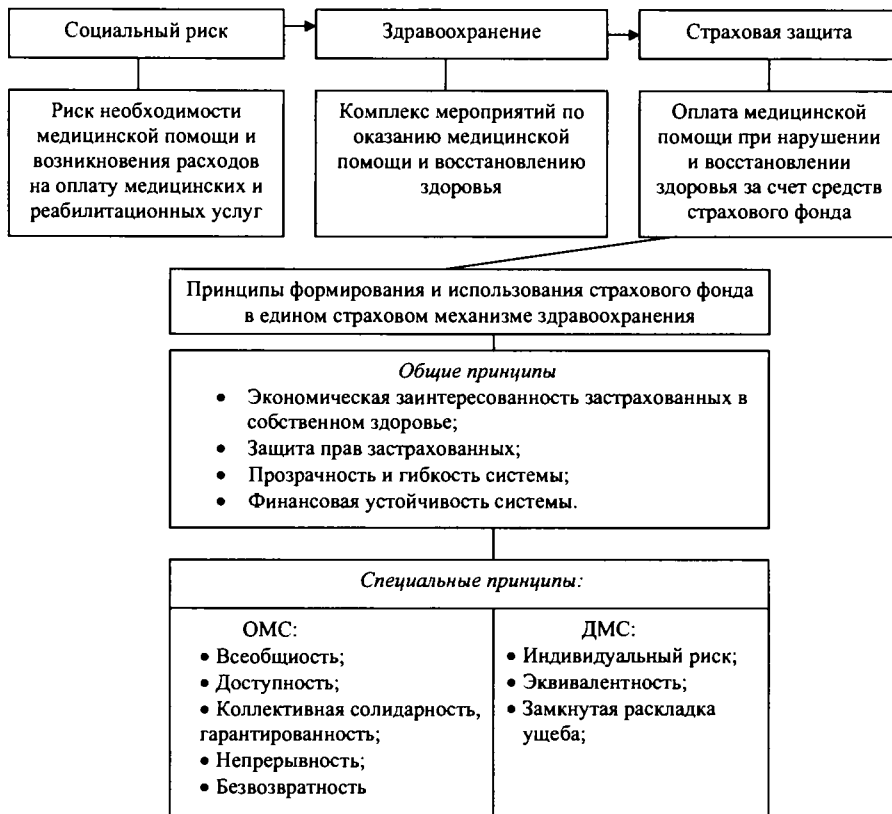 Социальный риск
Здравоохранение
Страховая защита
Риск необходимости
медицинской помощи и
возникновения расходов
на оплату медицинских и
реабилитационных услуг
Комплекс мероприятий по
оказанию медицинской
помощи и восстановлению
здоровья
Оплата медицинской
помощи при нарушении
и восстановлении
здоровья за счет средств
страхового фонда
Принципы формирования и использования страхового фонда
в едином страховом механизме здравоохранения
Общие принципы
• Экономическая заинтересованность застрахованных в
собственном здоровье;
• Защита прав застрахованных;
• Прозрачность и гибкость системы;
• Финансовая устойчивость системы.
Специальные принципы:
ОМС:
• Всеобщиость;
• Доступность;
• Коллективная солидарность,
гарантированность;
• Непрерывность;
• Безвозвратность
ДМС:
• Индивидуальный риск;
• Эквивалентность;
• Замкнутая раскладка
ущеба;